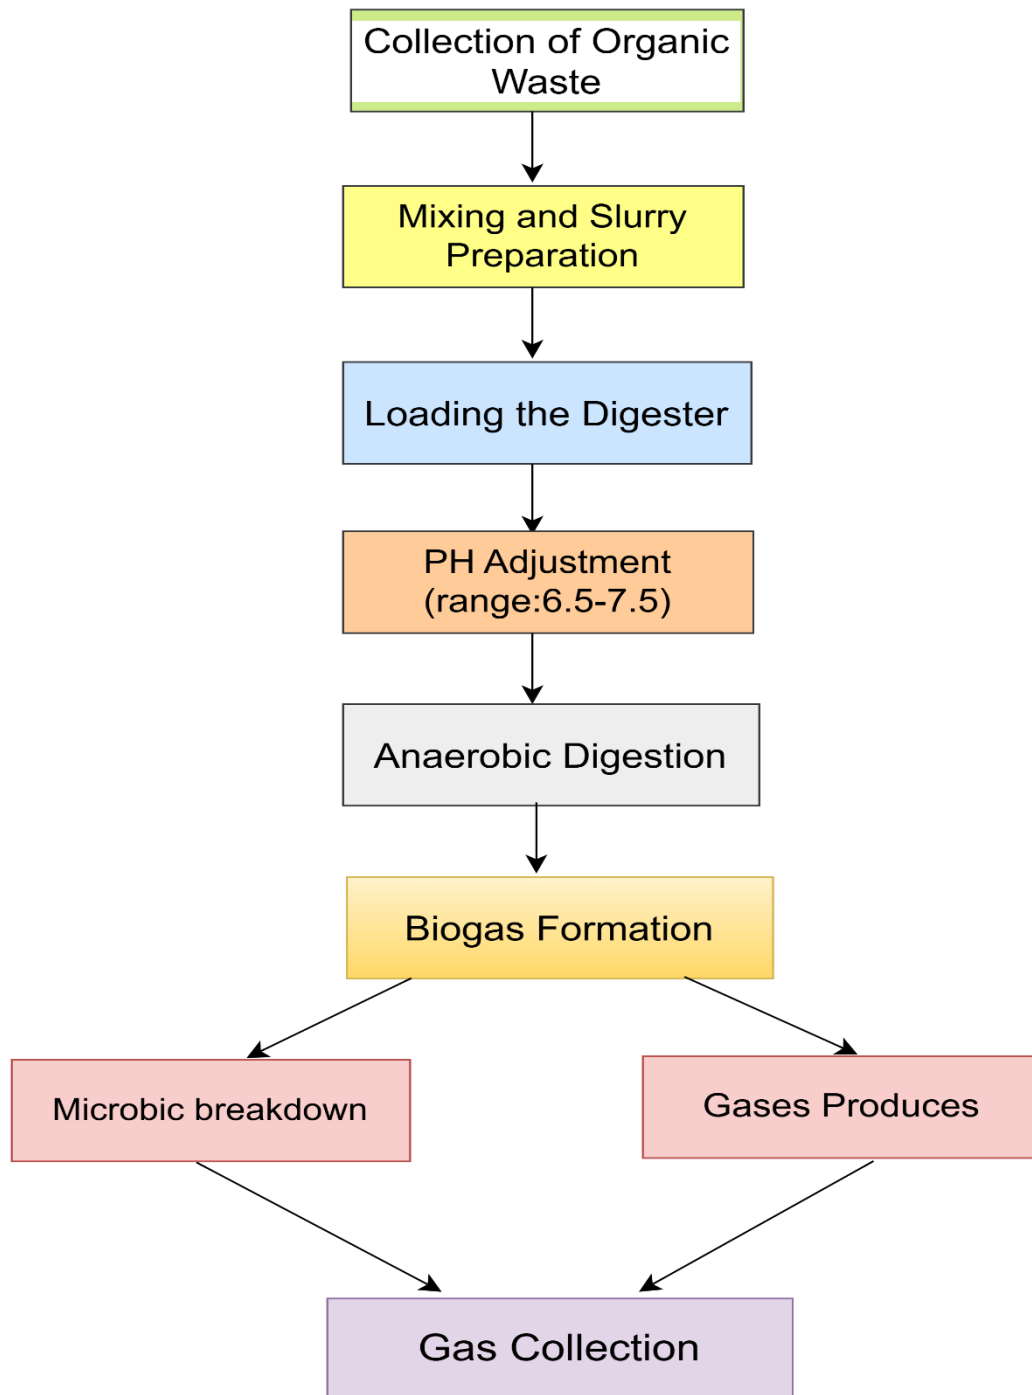 Collection of Organic
Waste
Mixing and Slurry
Preparation
Loading the Digester
PH Adjustment
(range:6.5-7.5)
Anaerobic Digestion
Biogas Formation
Microbic breakdown
Gases Produces
Gas Collection